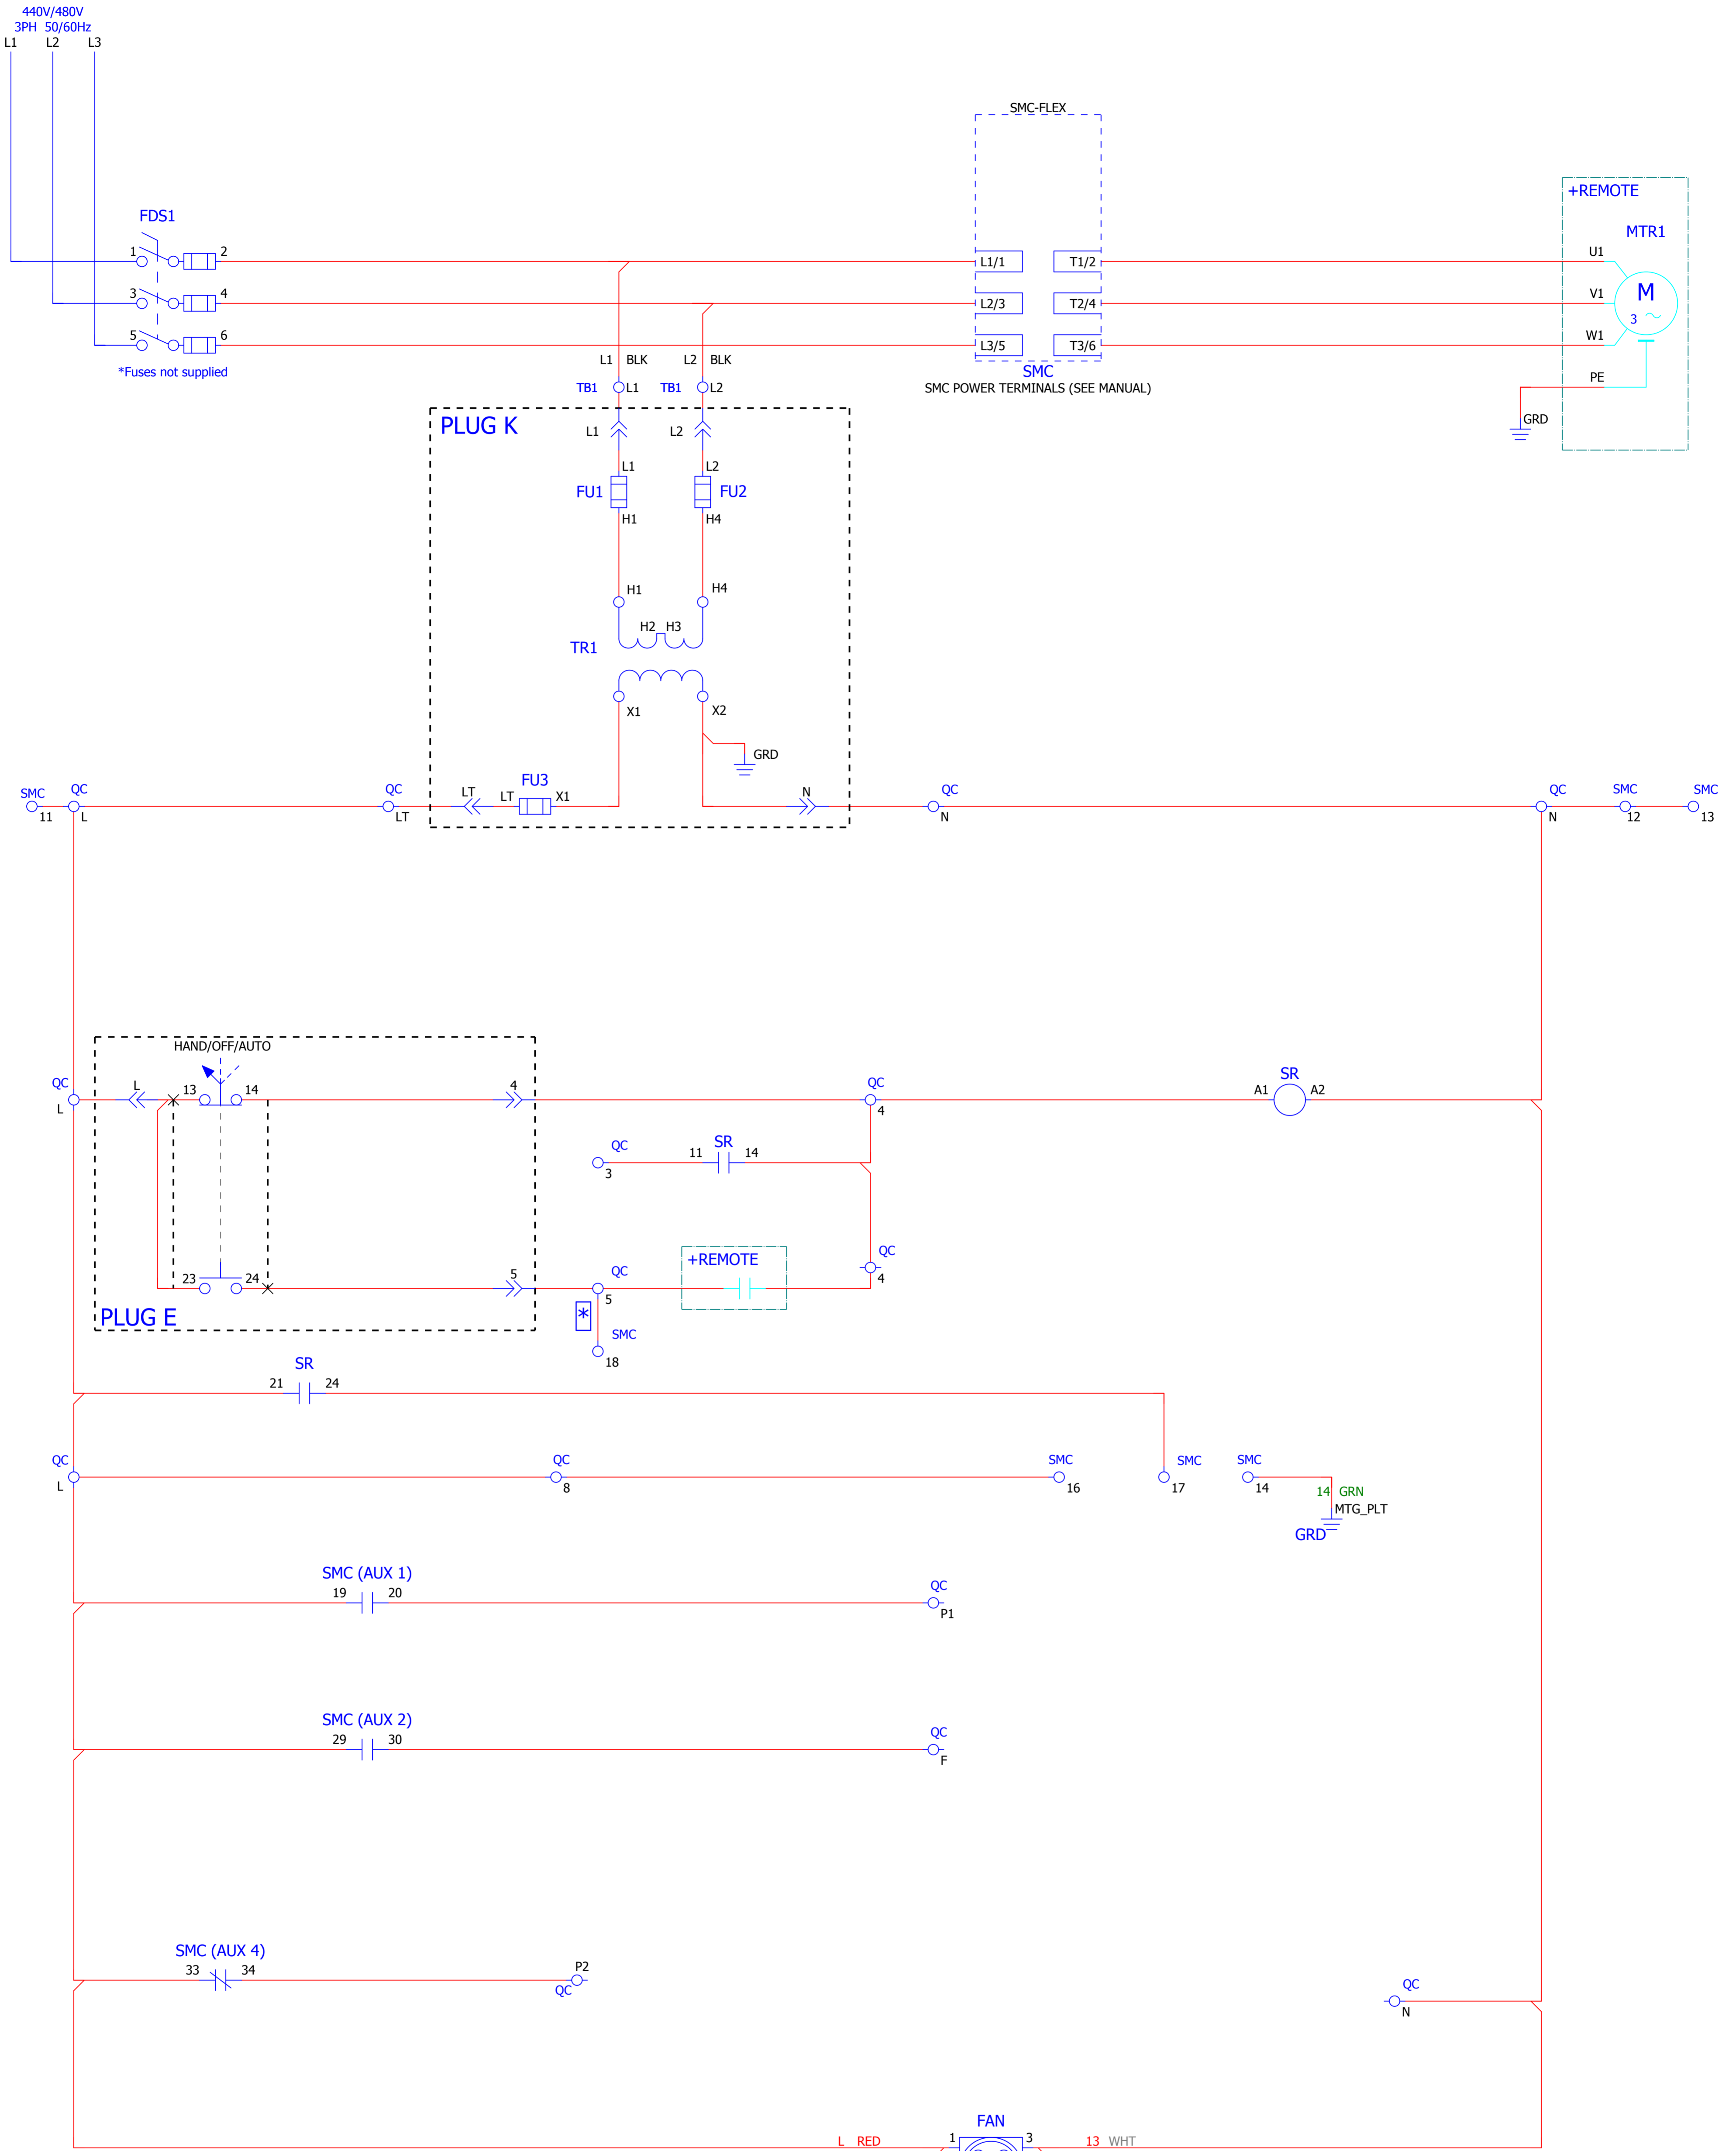 440V/480V
3PH 50/60Hz
L1 L2 L3
SMC-FLEX
+REMOTE
FDS1
MTR1
1 2 L1/1 T1/2 U1
3 4 L2/3 T2/4 V1 M
3
5 6 L3/5 T3/6 W1
*Fuses not supplied
L1 BLK L2 BLK
SMC
SMC POWER TERMINALS (SEE MANUAL)
PE
TB1 L1 TB1 L2
GRD
PLUG K
L1 L2
L1 L2
FU1 FU2
H1 H4
H1 H4
H2 H3
TR1
X1 X2
GRD
FU3
SMC QC QC LT LT X1 N QC QC SMC SMC
11 L LT N N 12 13
HAND/OFF/AUTO
QC L 13 14 4 QC SR
L 4 A1 A2
QC 11 SR 14
3
+REMOTE QC
23 24 5 QC 4
5
PLUG E
*
SMC
18
SR
21 24
QC QC SMC SMC SMC
L 8 16 17 14
14 GRN
MTG_PLT
GRD
SMC (AUX 1)
19 20 QC
P1
SMC (AUX 2)
29 30 QC
F
SMC (AUX 4)
33 34 P2
QC
QC
N
FAN
L RED 1 3 13 WHT